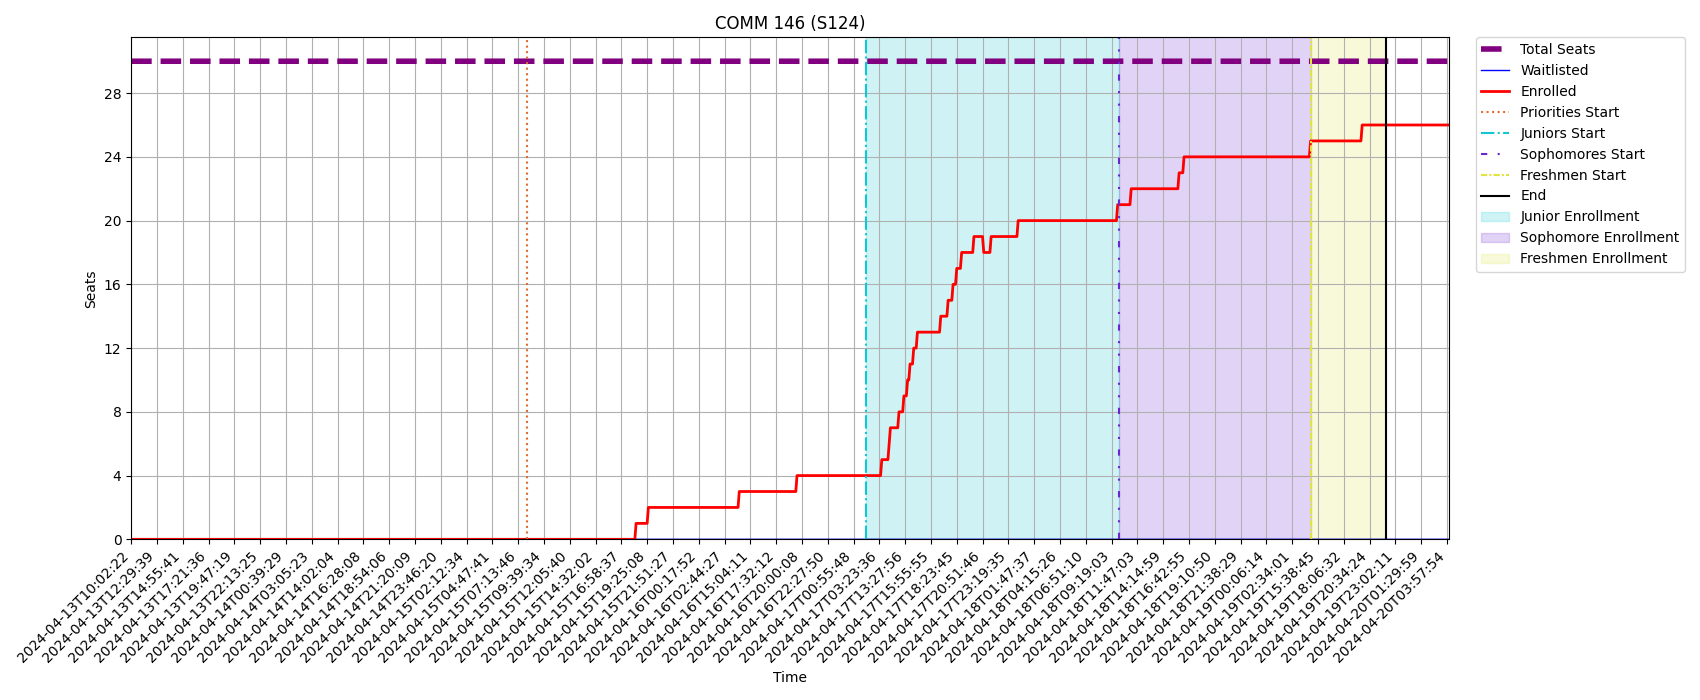 COMM 146 (S124)
Total Seats
Waitlisted
Enrolled
Priorities Start
Juniors Start
Sophomores Start
Freshmen Start
End
Junior Enrollment
Sophomore Enrollment
Freshmen Enrollment
Seats
28
24
20
16
12
8
4
0
2024-04-13T10:02:22
2024-04-13T12:29:39
2024-04-13T14:55:41
2024-04-13T17:21:36
2024-04-13T19:47:19
2024-04-13T22:13:25
2024-04-14T00:39:29
2024-04-14T03:05:23
2024-04-14T14:02:04
2024-04-14T16:28:08
2024-04-14T18:54:06
2024-04-14T21:20:09
2024-04-14T23:46:20
2024-04-15T02:12:34
2024-04-15T04:47:41
2024-04-15T07:13:46
2024-04-15T09:39:34
2024-04-15T12:05:40
2024-04-15T14:32:02
2024-04-15T16:58:37
2024-04-15T19:25:08
2024-04-15T21:51:27
2024-04-16T00:17:52
2024-04-16T02:44:27
2024-04-16T15:04:11
2024-04-16T17:32:12
2024-04-16T20:00:08
2024-04-16T22:27:50
2024-04-17T00:55:48
2024-04-17T03:23:36
2024-04-17T13:27:56
2024-04-17T15:55:55
2024-04-17T18:23:45
2024-04-17T20:51:46
2024-04-17T23:19:35
2024-04-18T01:47:37
2024-04-18T04:15:26
2024-04-18T06:51:10
2024-04-18T09:19:03
2024-04-18T11:47:03
2024-04-18T14:14:59
2024-04-18T16:42:55
2024-04-18T19:10:50
2024-04-18T21:38:29
2024-04-19T00:06:14
2024-04-19T02:34:01
2024-04-19T15:38:45
2024-04-19T18:06:32
2024-04-19T20:34:24
2024-04-19T23:02:11
2024-04-20T01:29:59
2024-04-20T03:57:54
Time